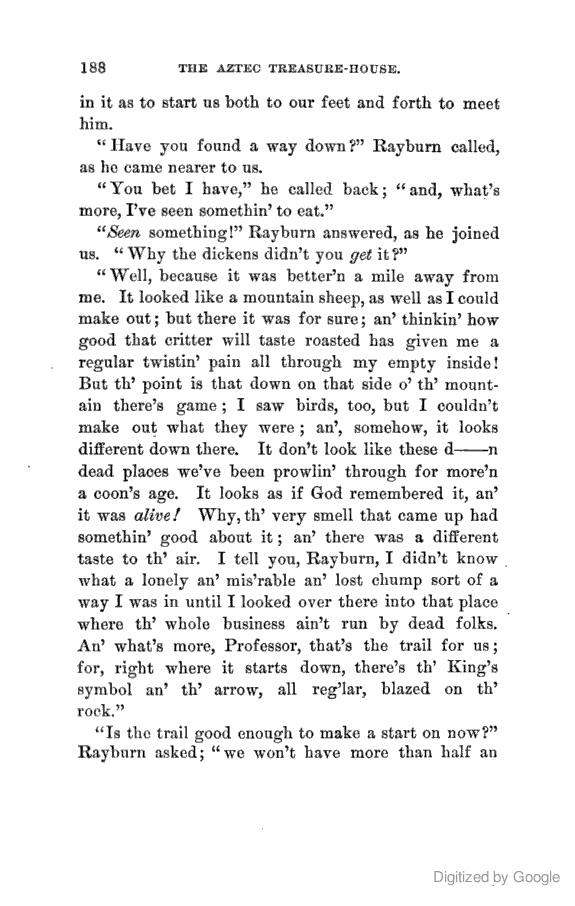 188 THE AZTEC TREASURE-HOUSE.
in it as to start us both to our feet and forth to meet
him.
“Have you found a way down?” Rayburn called,
as he came nearer to us.
“You bet I have,” he called back; “and, what’s
more, I’ve seen somethin’ to eat.”
“Seen something!” Rayburn answered, as he joined
us. “Why the dickens didn’t you get it?”
“Well, because it was better’n a mile away from
me. It looked like a mountain sheep, as well as I could
make out; but there it was for sure; an’ thinkin’ how
good that critter will taste roasted has given me a
regular twistin’ pain all through my empty inside!
But th’ point is that down on that side o’ th’ mount-
ain there’s game; I saw birds, too, but I couldn’t
make out what they were; an’, somehow, it looks
different down there. It don’t look like these d——n
dead places we’ve been prowlin’ through for more’n
a coon’s age. It looks as if God remembered it, an’
it was alive! Why, th’ very smell that came up had
somethin’ good about it; an’ there was a different
taste to th’ air. I tell you, Rayburn, I didn’t know
what a lonely an’ mis’rable an’ lost chump sort of a
way I was in until I looked over there into that place
where th’ whole business ain’t run by dead folks.
An’ what’s more, Professor, that’s the trail for us;
for, right where it starts down, there’s th’ King’s
symbol an’ th’ arrow, all reg’lar, blazed on th’
rock.”
“Is the trail good enough to make a start on now?”
Rayburn asked; “we won’t have more than half an
Digitized by Google